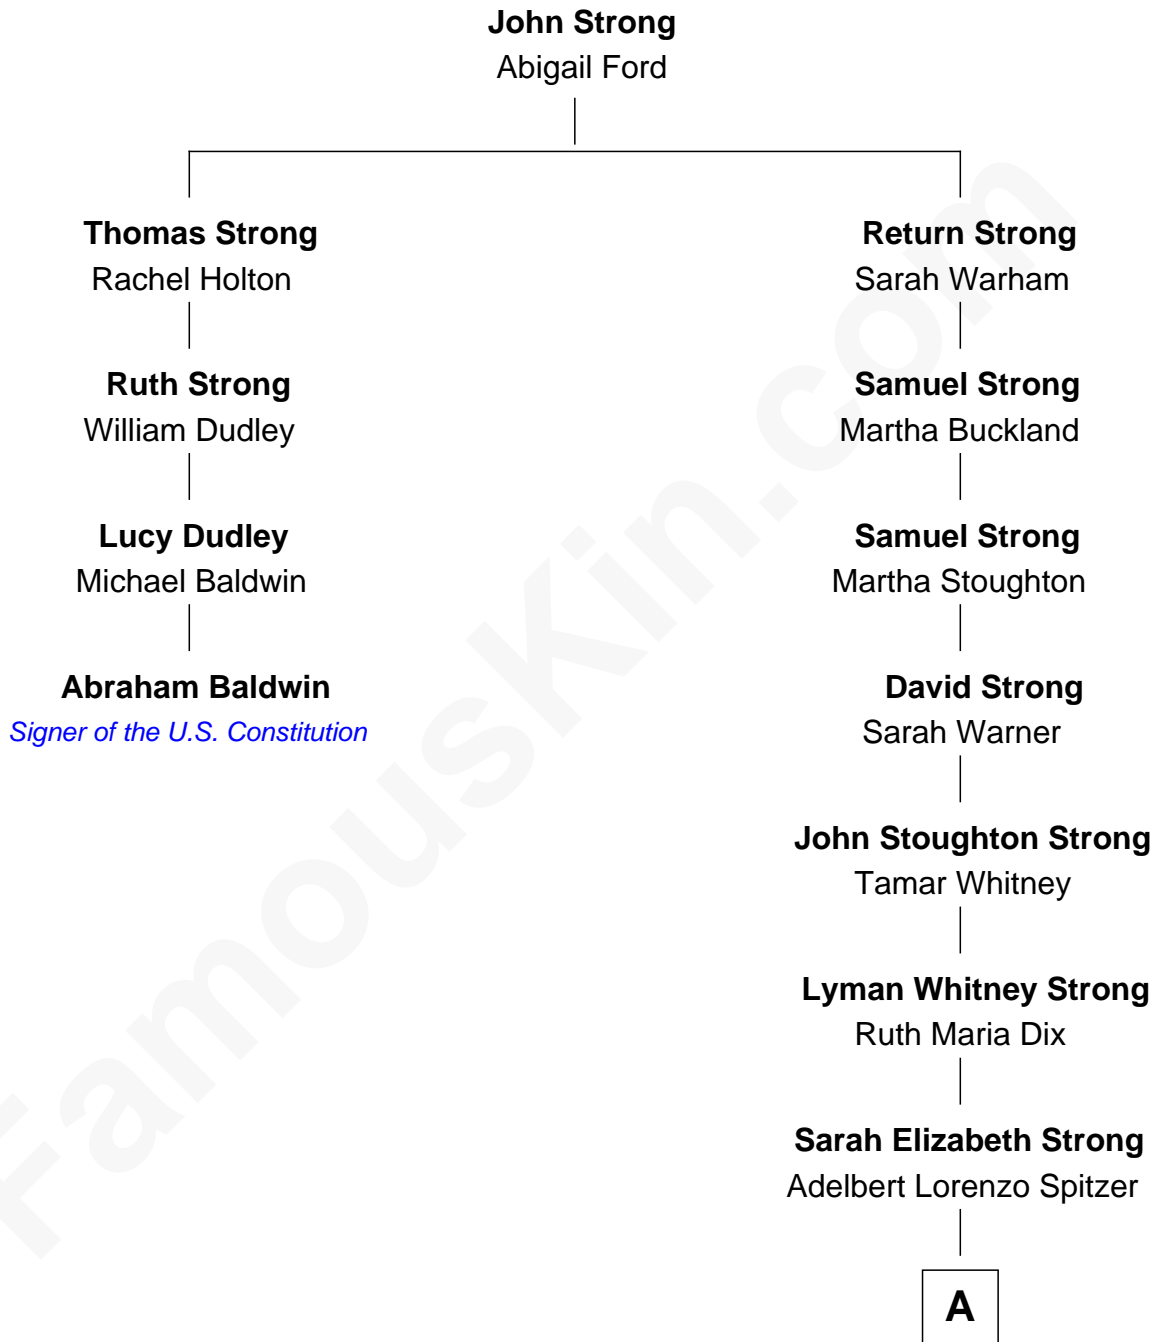 John Strong
Abigail Ford
Thomas Strong
Rachel Holton
Return Strong
Sarah Warham
Ruth Strong
William Dudley
Samuel Strong
Martha Buckland
Lucy Dudley
Michael Baldwin
Samuel Strong
Martha Stoughton
Abraham Baldwin
Signer of the U.S. Constitution
David Strong
Sarah Warner
John Stoughton Strong
Tamar Whitney
Lyman Whitney Strong
Ruth Maria Dix
Sarah Elizabeth Strong
Adelbert Lorenzo Spitzer
A
FamousKin.com